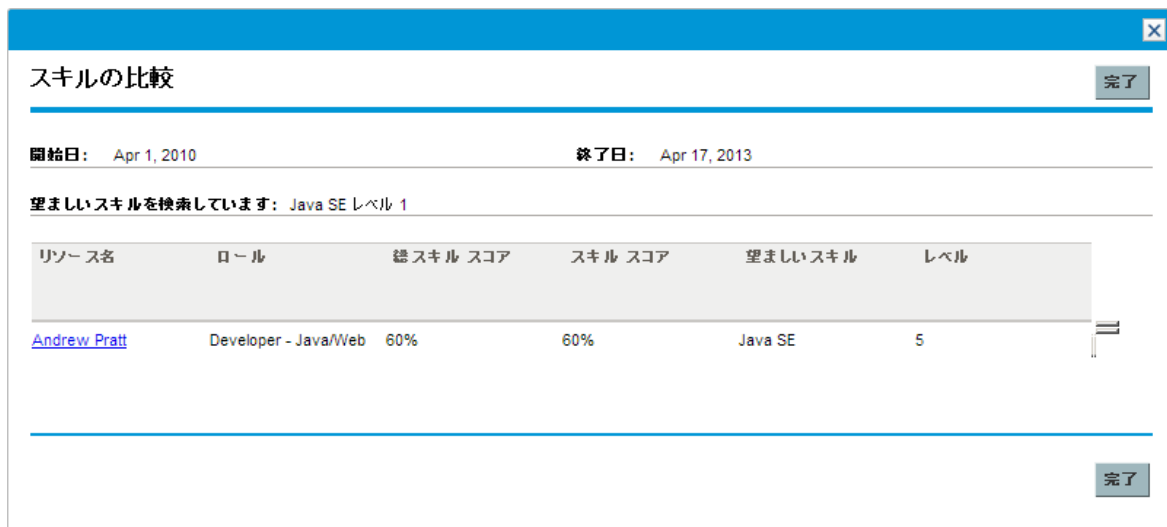 スキルの比較
完了
開始日: Apr 1, 2010 終了日: Apr 17, 2013
望ましいスキルを検索しています: Java SE レベル 1
リソース名 ロール 総スキル スコア スキル スコア 望ましいスキル レベル
Andrew Pratt Developer - Java/Web 60% 60% Java SE 5
完了